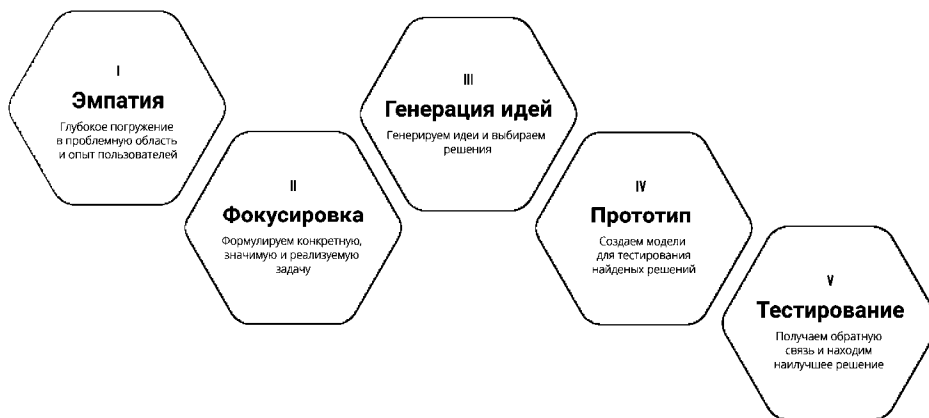 I
Эмпатия
Глубокое погружение
в проблемную область
и опыт пользователей
II
Фокусировка
Формулируем конкретную,
значимую и реализуемую
задачу
III
Генерация идей
Генерируем идеи и выбираем
решения
IV
Прототип
Создаем модели
для тестирования
найденых решений
V
Тестирование
Получаем обратную
связь и находим
наилучшее решение